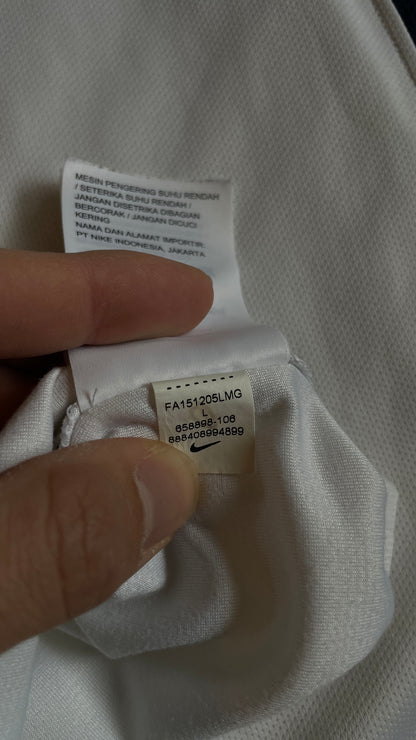 MESIN PENGERING SUHU RENDAH
/ SETERIKA SUHU RENDAH /
JANGAN DISETRIKA DIBAGIAN
BERCORAK / JANGAN DICUCI
KERING
NAMA DAN ALAMAT IMPORTIR:
PT NIKE INDONESIA, JAKARTA
FA151205LMG
L
658898-106
888408994899